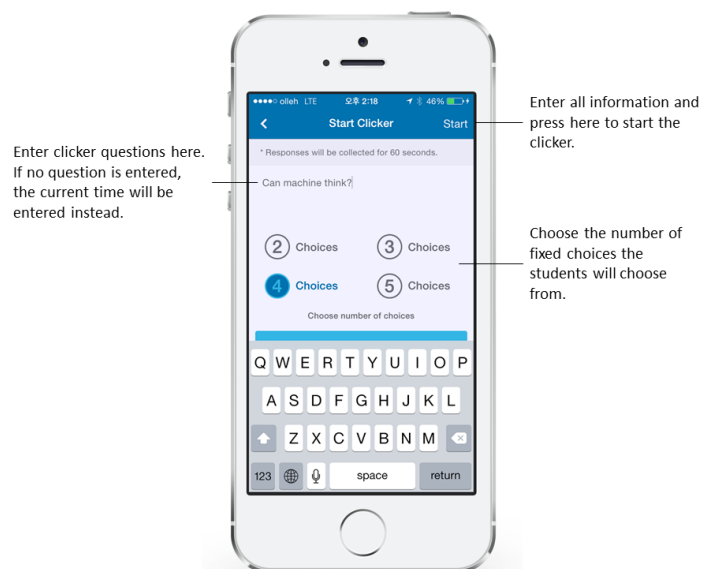 olleh LTE 오후 2:18 46%
Start Clicker Start
* Responses will be collected for 60 seconds.
Can machine think?
2 Choices 3 Choices
4 Choices 5 Choices
Choose number of choices
Q W E R T Y U I O P
A S D F G H J K L
Z X C V B N M
123 space return
Enter clicker questions here.
If no question is entered,
the current time will be
entered instead.
Enter all information and
press here to start the
clicker.
Choose the number of
fixed choices the
students will choose
from.